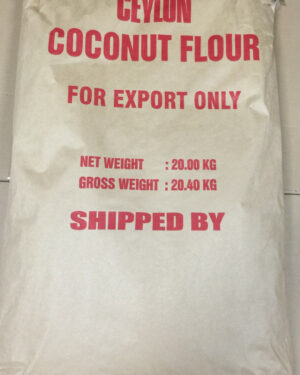 CEYLON
COCONUT FLOUR
FOR EXPORT ONLY
NET WEIGHT : 20.00 KG
GROSS WEIGHT : 20.40 KG
SHIPPED BY